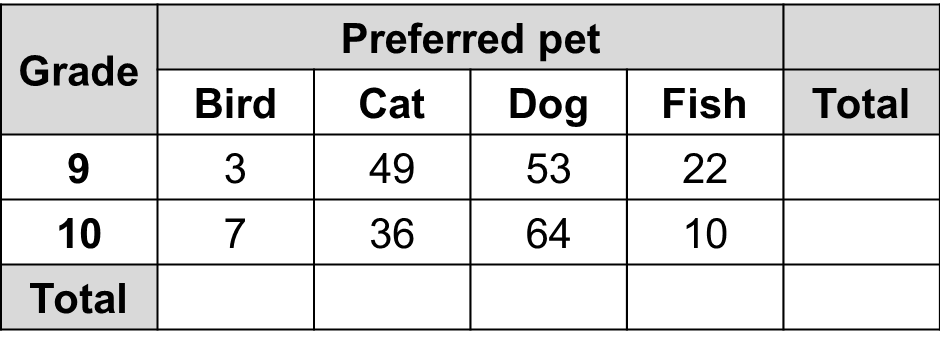 Grade Preferred pet
Bird Cat Dog Fish Total
9 3 49 53 22
10 7 36 64 10
Total